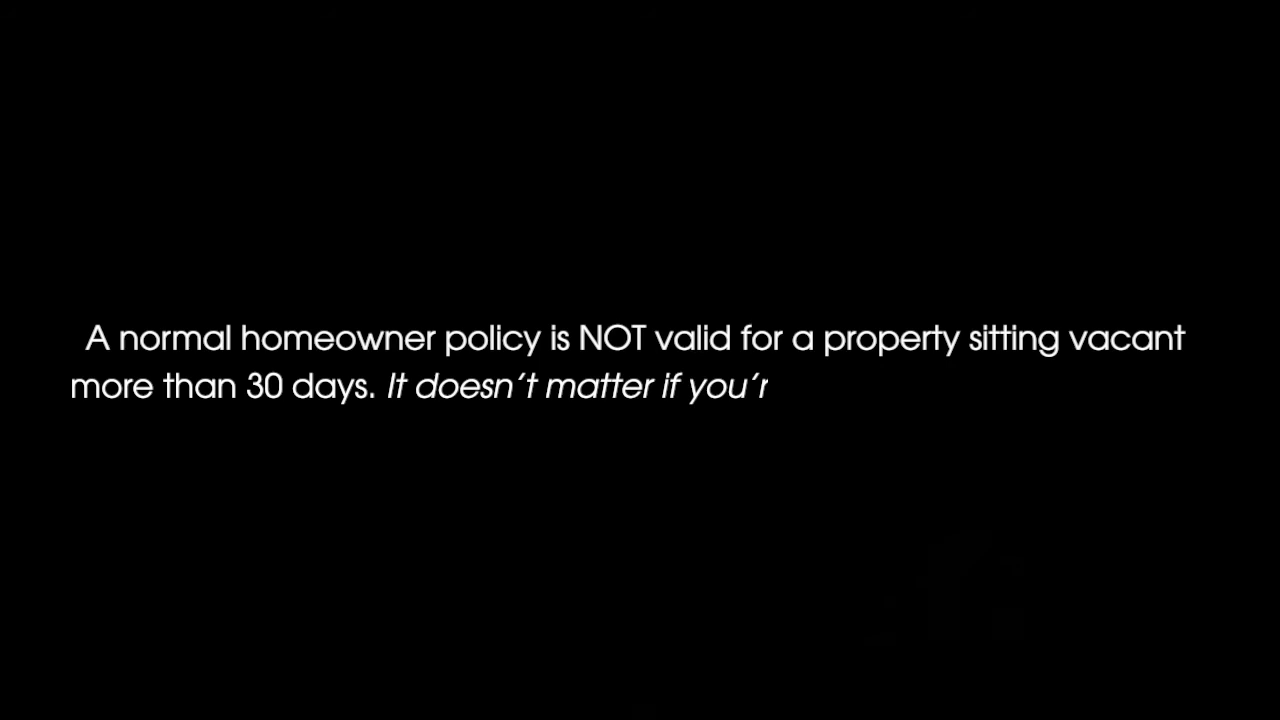 A normal homeowner policy is NOT valid for a property sitting vacant
more than 30 days. It doesn’t matter if you’r